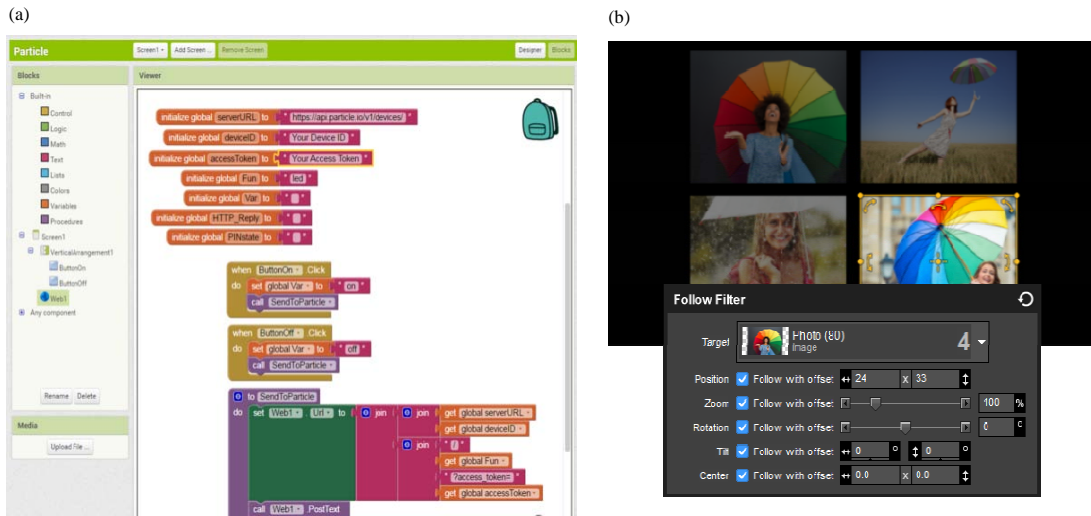 (a)
Particle
Screen1
Add Screen ...
Remove Screen
Designer
Blocks
Blocks
Built-in
Control
Logic
Math
Text
Lists
Colors
Variables
Procedures
Screen1
VerticalArrangement1
ButtonOn
ButtonOff
Web1
Any component
Rename
Delete
Media
Upload File ...
Viewer
initialize global serverURL to " https://api.particle.io/v1/devices/ "
initialize global deviceID to " Your Device ID "
initialize global accessToken to " Your Access Token "
initialize global Fun to " led "
initialize global Var to " "
initialize global HTTP_Reply to " "
initialize global PINstate to " "
when ButtonOn .Click
do set global Var to " on "
call SendToParticle
when ButtonOff .Click
do set global Var to " off "
call SendToParticle
to SendToParticle
do set Web1 . Url to join join get global serverURL
get global deviceID
join " / "
get global Fun
" ?access_token= "
get global accessToken
call Web1 .PostText
(b)
Follow Filter
Target Photo (80) 4
Image
Position Follow with offset: 24 x 33
Zoom Follow with offset: 100 %
Rotation Follow with offset: 0 °
Tilt Follow with offset: 0 ° 0 °
Center Follow with offset: 0.0 x 0.0